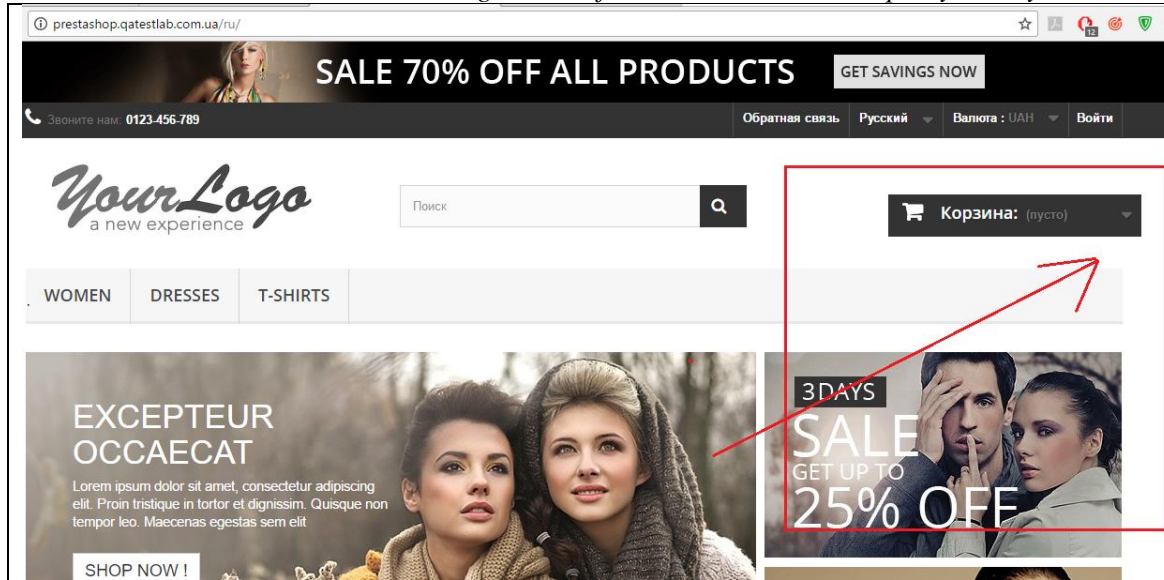 prestashop.qatestlab.com.ua/ru/
12
SALE 70% OFF ALL PRODUCTS
GET SAVINGS NOW
Звоните нам: 0123-456-789
Обратная связь
Русский
Валюта : UAH
Войти
Your Logo
a new experience
Поиск
Корзина: (пусто)
WOMEN
DRESSES
T-SHIRTS
EXCEPTEUR
OCCAECAT
Lorem ipsum dolor sit amet, consectetur adipiscing
elit. Proin tristique in tortor et dignissim. Quisque non
tempor leo. Maecenas egestas sem elit
SHOP NOW !
3 DAYS
SALE
GET UP TO
25% OFF